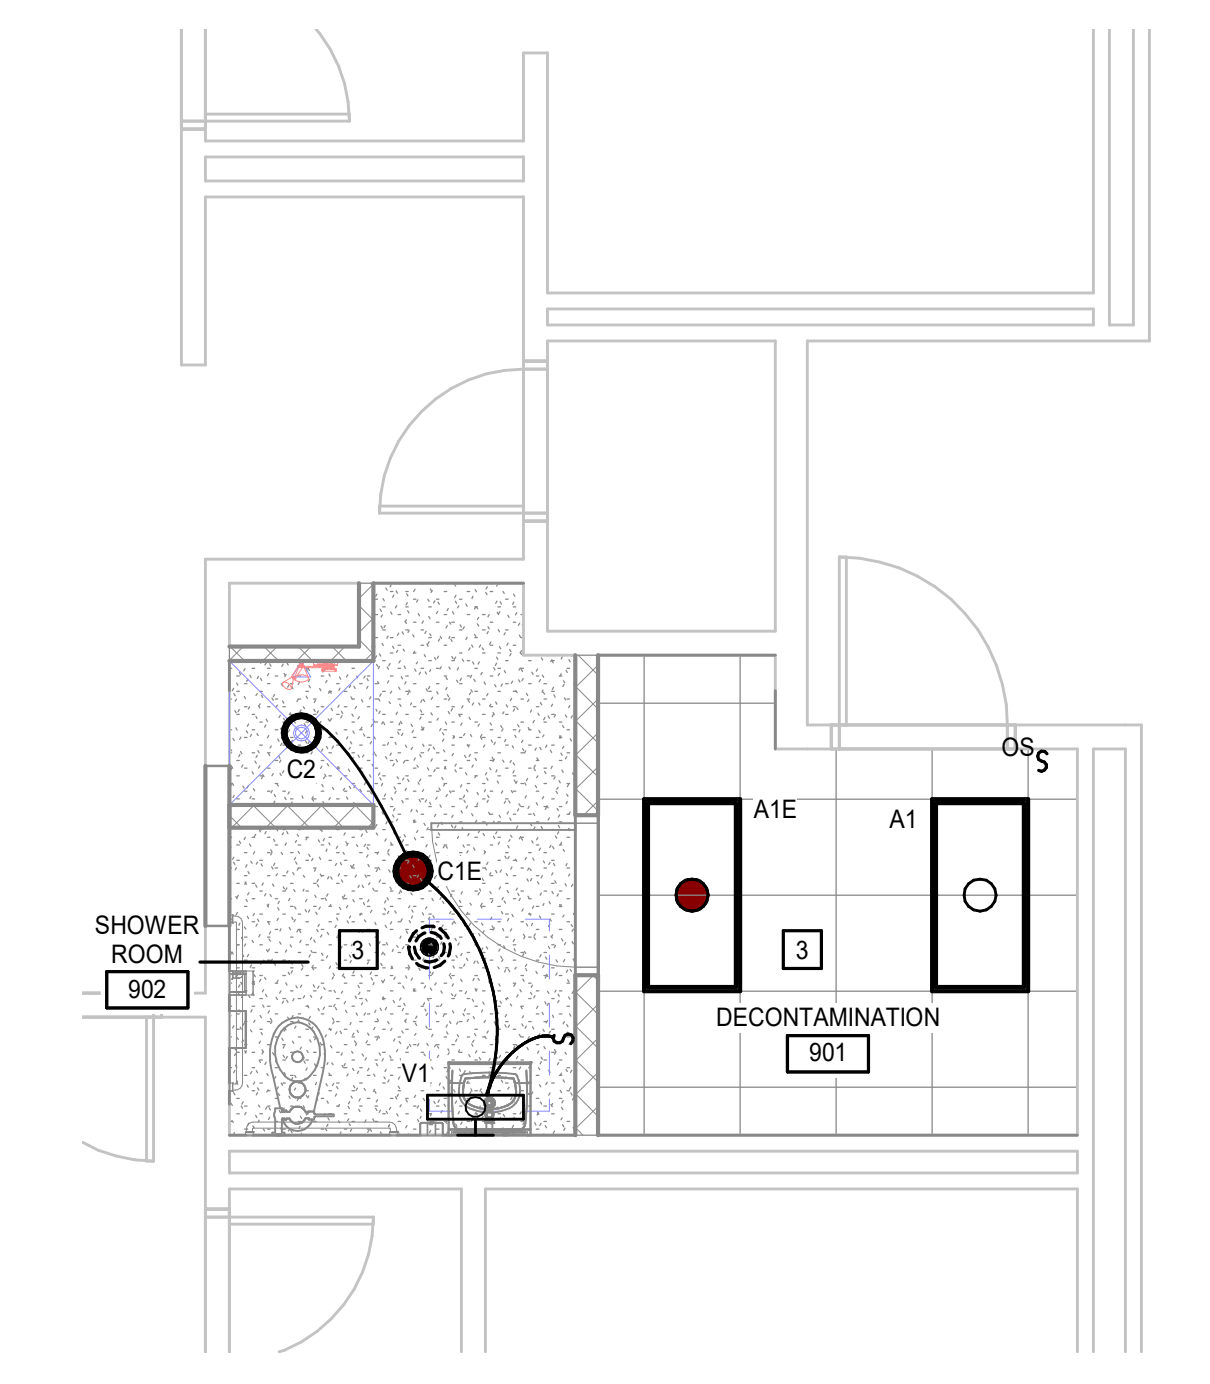 OS
S
C2
A1E
A1
C1E
SHOWER
ROOM
902
3
3
DECONTAMINATION
901
S
V1